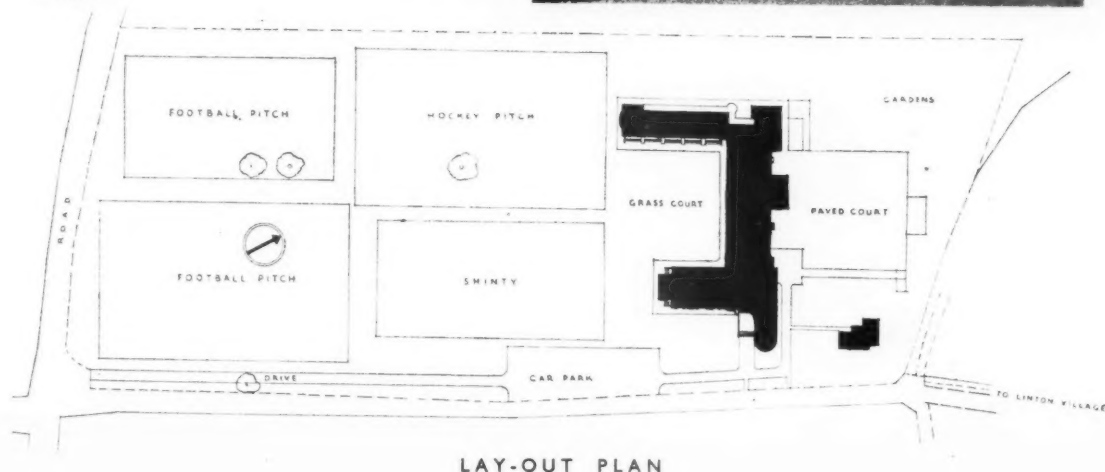 FOOTBALL PITCH
HOCKEY PITCH
GARDENS
ROAD
GRASS COURT
PAVED COURT
FOOTBALL PITCH
SHINTY
DRIVE
CAR PARK
TO LINTON VILLAGE
LAY-OUT PLAN